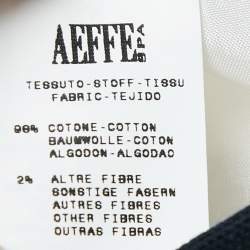 AEFFE SPA
TESSUTO-STOFF-TISSU
FABRIC-TEJIDO
98% COTONE-COTTON
BAUMWOLLE-COTON
ALGODON-ALGODAO
2% ALTRE FIBRE
SONSTIGE FASERN
AUTRES FIBRES
OTHER FIBRES
OUTRAS FIBRAS